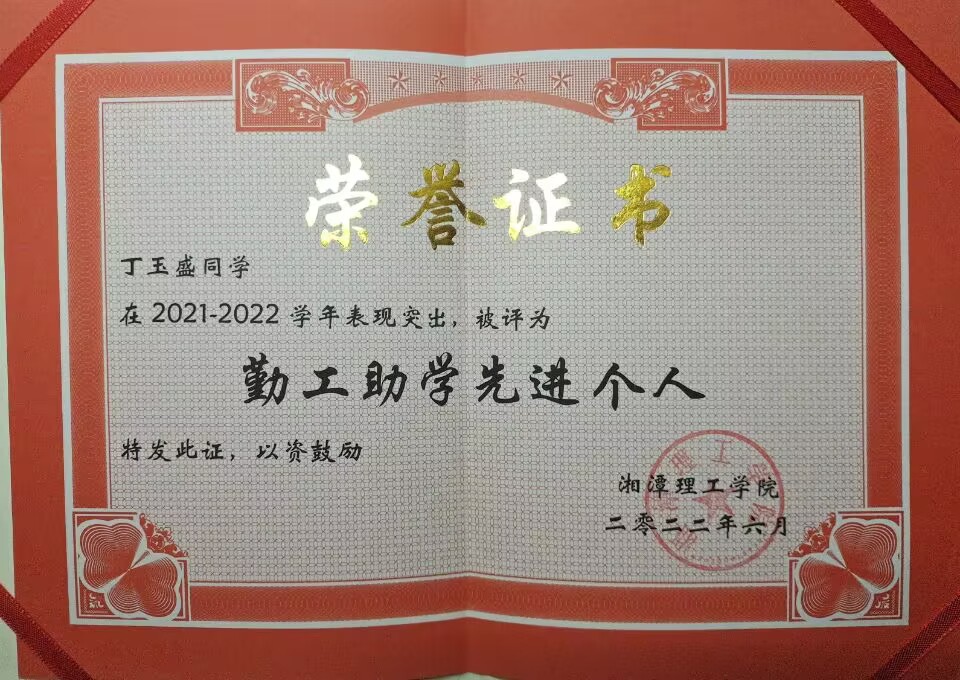 荣誉证书
丁玉盛同学
在 2021-2022 学年表现突出，被评为
勤工助学先进个人
特发此证，以资鼓励
湘潭理工学院
二零二二年六月